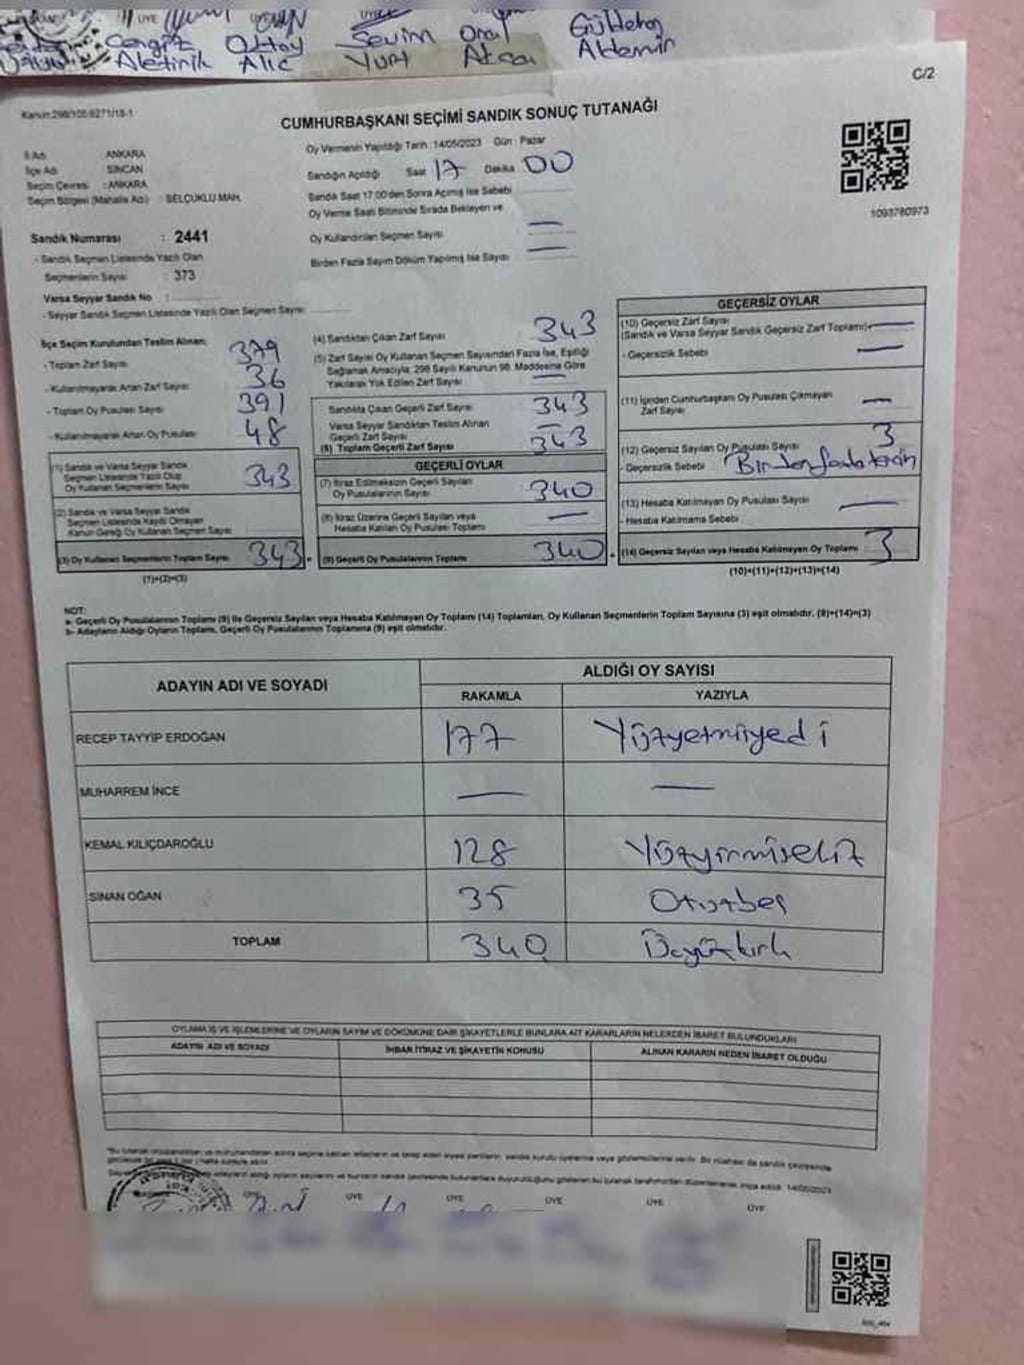 ÜYE
Cengiz Oktay Sevim Oral Gültekin
Alıç Yurt Aldemir
C/2
Kanun:298/105:6271/18-1
CUMHURBAŞKANI SEÇİMİ SANDIK SONUÇ TUTANAĞI
İl Adı : ANKARA
İlçe Adı : SİNCAN
Seçim Çevresi : ANKARA
Seçim Bölgesi (Mahalle Adı) : SELÇUKLU MAH.
Oy Vermenin Yapıldığı Tarih : 14/05/2023 Gün : Pazar
Sandığın Açıldığı Saat 17 Dakika 00
Sandık Saat 17:00'den Sonra Açılmış İse Sebebi
Oy Verme Saati Bitiminde Sırada Bekleyen ve
Oy Kullandırılan Seçmen Sayısı —
Birden Fazla Sayım Döküm Yapılmış İse Sayısı —
1093780973
Sandık Numarası : 2441
- Sandık Seçmen Listesinde Yazılı Olan
Seçmenlerin Sayısı : 373
Varsa Seyyar Sandık No :
- Seyyar Sandık Seçmen Listesinde Yazılı Olan Seçmen Sayısı:
İlçe Seçim Kurulundan Teslim Alınan:
- Toplam Zarf Sayısı 379
- Kullanılmayarak Artan Zarf Sayısı 36
- Toplam Oy Pusulası Sayısı 391
- Kullanılmayarak Artan Oy Pusulası 48
(1) Sandık ve Varsa Seyyar Sandık
Seçmen Listesinde Yazılı Olup
Oy Kullanan Seçmenlerin Sayısı 343
(2) Sandık ve Varsa Seyyar Sandık
Seçmen Listesinde Kayıtlı Olmayan
Kanun Gereği Oy Kullanan Seçmen Sayısı
(3) Oy Kullanan Seçmenlerin Toplam Sayısı 343 =
(1)+(2)=(3)
(4) Sandıktan Çıkan Zarf Sayısı 343
(5) Zarf Sayısı Oy Kullanan Seçmen Sayısından Fazla İse, Eşitliği
Sağlamak Amacıyla, 298 Sayılı Kanunun 98. Maddesine Göre
Yakılarak Yok Edilen Zarf Sayısı —
Sandıkta Çıkan Geçerli Zarf Sayısı 343
Varsa Seyyar Sandıktan Teslim Alınan
Geçerli Zarf Sayısı —
(6) Toplam Geçerli Zarf Sayısı 343
GEÇERLİ OYLAR
(7) İtiraz Edilmeksizin Geçerli Sayılan
Oy Pusulalarının Sayısı 340
(8) İtiraz Üzerine Geçerli Sayılan veya
Hesaba Katılan Oy Pusulası Toplamı —
(9) Geçerli Oy Pusulalarının Toplamı 340
GEÇERSİZ OYLAR
(10) Geçersiz Zarf Sayısı
(Sandık ve Varsa Seyyar Sandık Geçersiz Zarf Toplamı) —
- Geçersizlik Sebebi —
(11) İçinden Cumhurbaşkanı Oy Pusulası Çıkmayan
Zarf Sayısı —
(12) Geçersiz Sayılan Oy Pusulası Sayısı 3
- Geçersizlik Sebebi
(13) Hesaba Katılmayan Oy Pusulası Sayısı —
- Hesaba Katılmama Sebebi
(14) Geçersiz Sayılan veya Hesaba Katılmayan Oy Toplamı 3
(10)+(11)+(12)+(13)=(14)
NOT:
a- Geçerli Oy Pusulalarının Toplamı (9) ile Geçersiz Sayılan veya Hesaba Katılmayan Oy Toplamı (14) Toplamları, Oy Kullanan Seçmenlerin Toplam Sayısına (3) eşit olmalıdır. (9)+(14)=(3)
b- Adayların Aldığı Oyların Toplamı, Geçerli Oy Pusulalarının Toplamına (9) eşit olmalıdır.
ADAYIN ADI VE SOYADI ALDIĞI OY SAYISI
RAKAMLA YAZIYLA
RECEP TAYYİP ERDOĞAN 177 Yüzyetmişyedi
MUHARREM İNCE — —
KEMAL KILIÇDAROĞLU 128 Yüzyirmisekiz
SİNAN OĞAN 35 Otuzbeş
TOPLAM 340 Üçyüzkırk
OYLAMA İŞ VE İŞLEMLERİNE VE OYLARIN SAYIM VE DÖKÜMÜNE DAİR ŞİKAYETLERLE BUNLARA AİT KARARLARIN NELERDEN İBARET BULUNDUKLARI
ADAYIN ADI VE SOYADI İHBAR İTİRAZ VE ŞİKAYETİN KONUSU ALINAN KARARIN NEDEN İBARET OLDUĞU
ÜYE ÜYE ÜYE ÜYE ÜYE